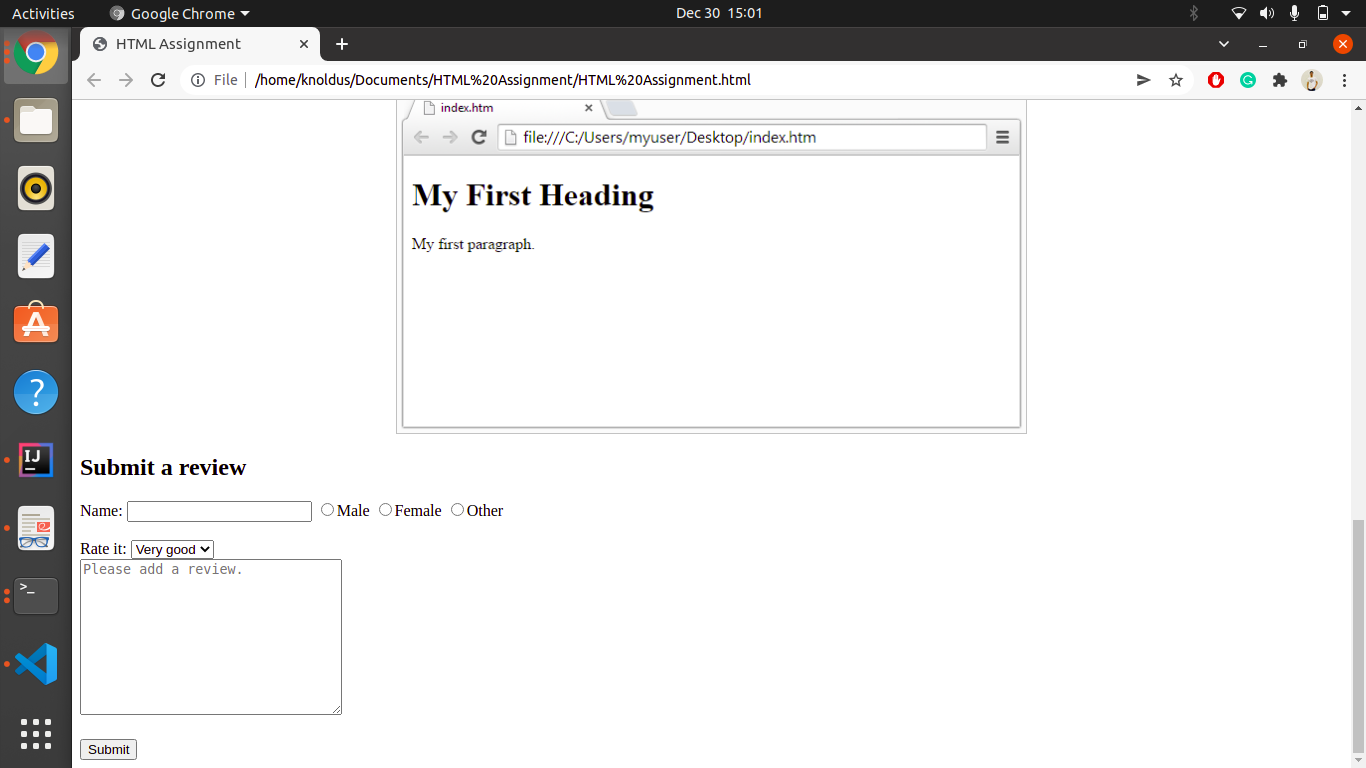 Activities Google Chrome Dec 30 15:01
HTML Assignment
File /home/knoldus/Documents/HTML%20Assignment/HTML%20Assignment.html
index.htm
file:///C:/Users/myuser/Desktop/index.htm
My First Heading
My first paragraph.
Submit a review
Name: Male Female Other
Rate it: Very good
Please add a review.
Submit
IJ
>_